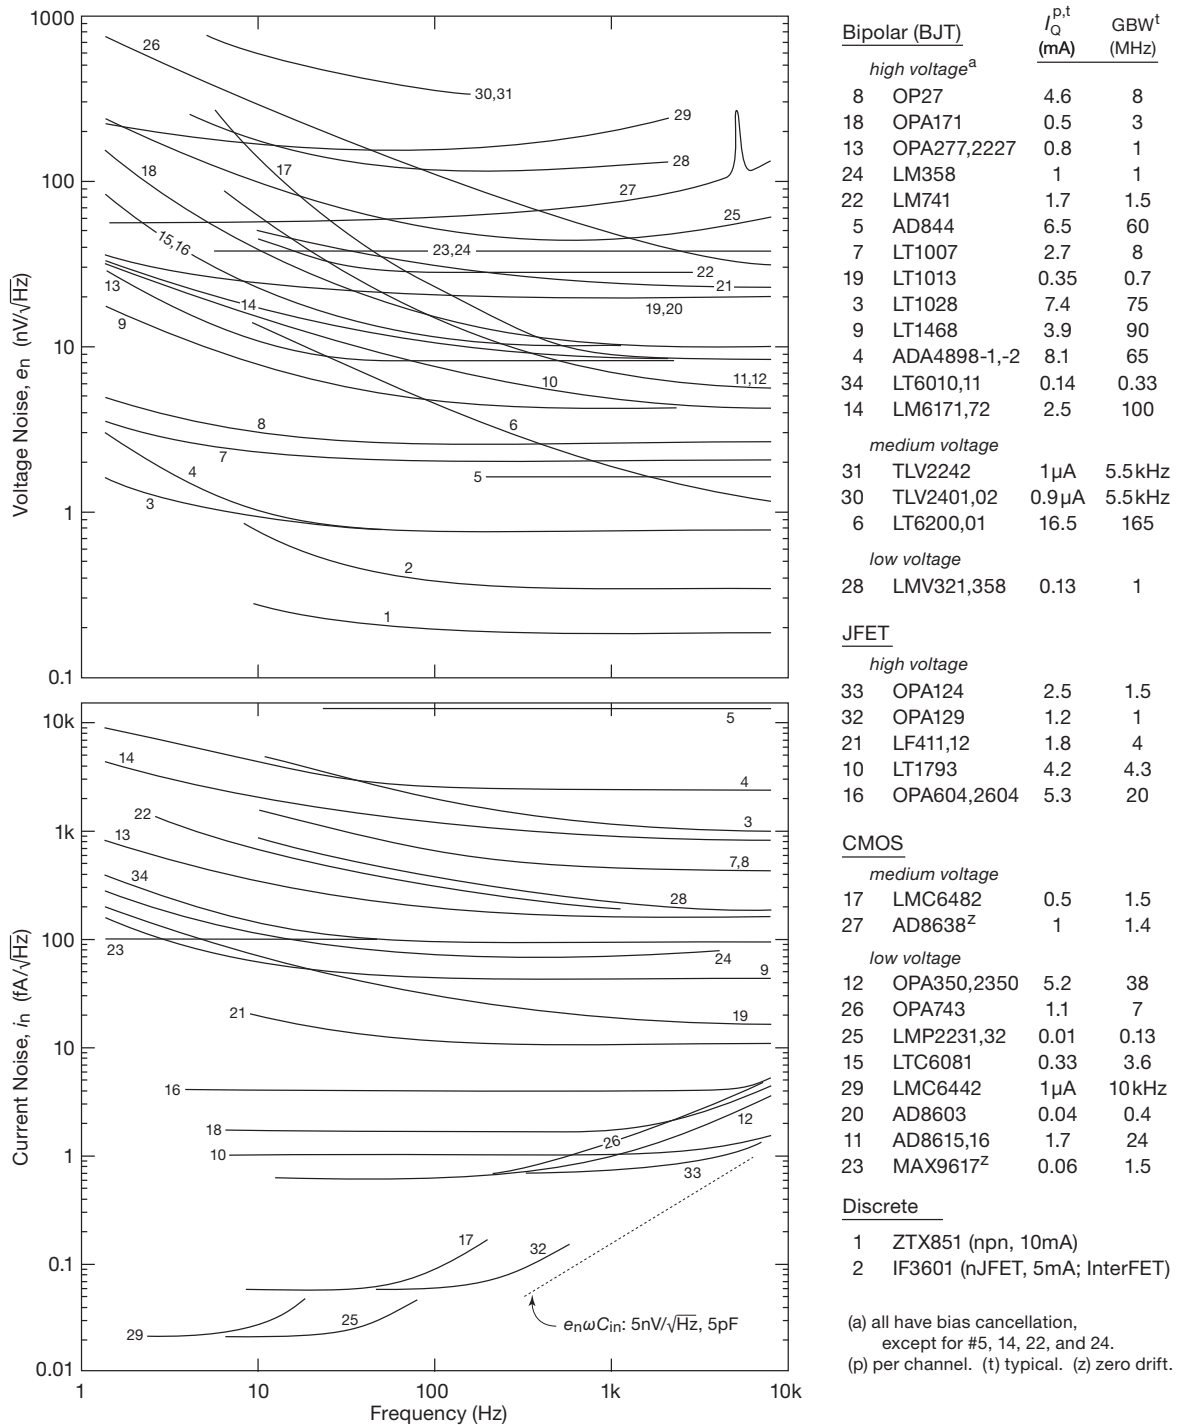 1000
100
10
1
0.1
Voltage Noise, en (nV/√Hz)
26
30,31
29
28
17
18
27
25
15,16
23,24
22
21
13
14
19,20
9
10
11,12
8
6
7
5
4
3
2
1
10k
1k
100
10
1
0.1
0.01
Current Noise, in (fA/√Hz)
5
14
4
22
3
13
7,8
34
28
23
24
9
21
19
16
18
26
12
10
33
17
32
29
25
enωCin: 5nV/√Hz, 5pF
1 10 100 1k 10k
Frequency (Hz)
Bipolar (BJT) IQ p,t (mA) GBWt (MHz)
high voltagea
8 OP27 4.6 8
18 OPA171 0.5 3
13 OPA277,2227 0.8 1
24 LM358 1 1
22 LM741 1.7 1.5
5 AD844 6.5 60
7 LT1007 2.7 8
19 LT1013 0.35 0.7
3 LT1028 7.4 75
9 LT1468 3.9 90
4 ADA4898-1,-2 8.1 65
34 LT6010,11 0.14 0.33
14 LM6171,72 2.5 100
medium voltage
31 TLV2242 1μA 5.5kHz
30 TLV2401,02 0.9μA 5.5kHz
6 LT6200,01 16.5 165
low voltage
28 LMV321,358 0.13 1
JFET
high voltage
33 OPA124 2.5 1.5
32 OPA129 1.2 1
21 LF411,12 1.8 4
10 LT1793 4.2 4.3
16 OPA604,2604 5.3 20
CMOS
medium voltage
17 LMC6482 0.5 1.5
27 AD8638z 1 1.4
low voltage
12 OPA350,2350 5.2 38
26 OPA743 1.1 7
25 LMP2231,32 0.01 0.13
15 LTC6081 0.33 3.6
29 LMC6442 1μA 10kHz
20 AD8603 0.04 0.4
11 AD8615,16 1.7 24
23 MAX9617z 0.06 1.5
Discrete
1 ZTX851 (npn, 10mA)
2 IF3601 (nJFET, 5mA; InterFET)
(a) all have bias cancellation,
except for #5, 14, 22, and 24.
(p) per channel. (t) typical. (z) zero drift.